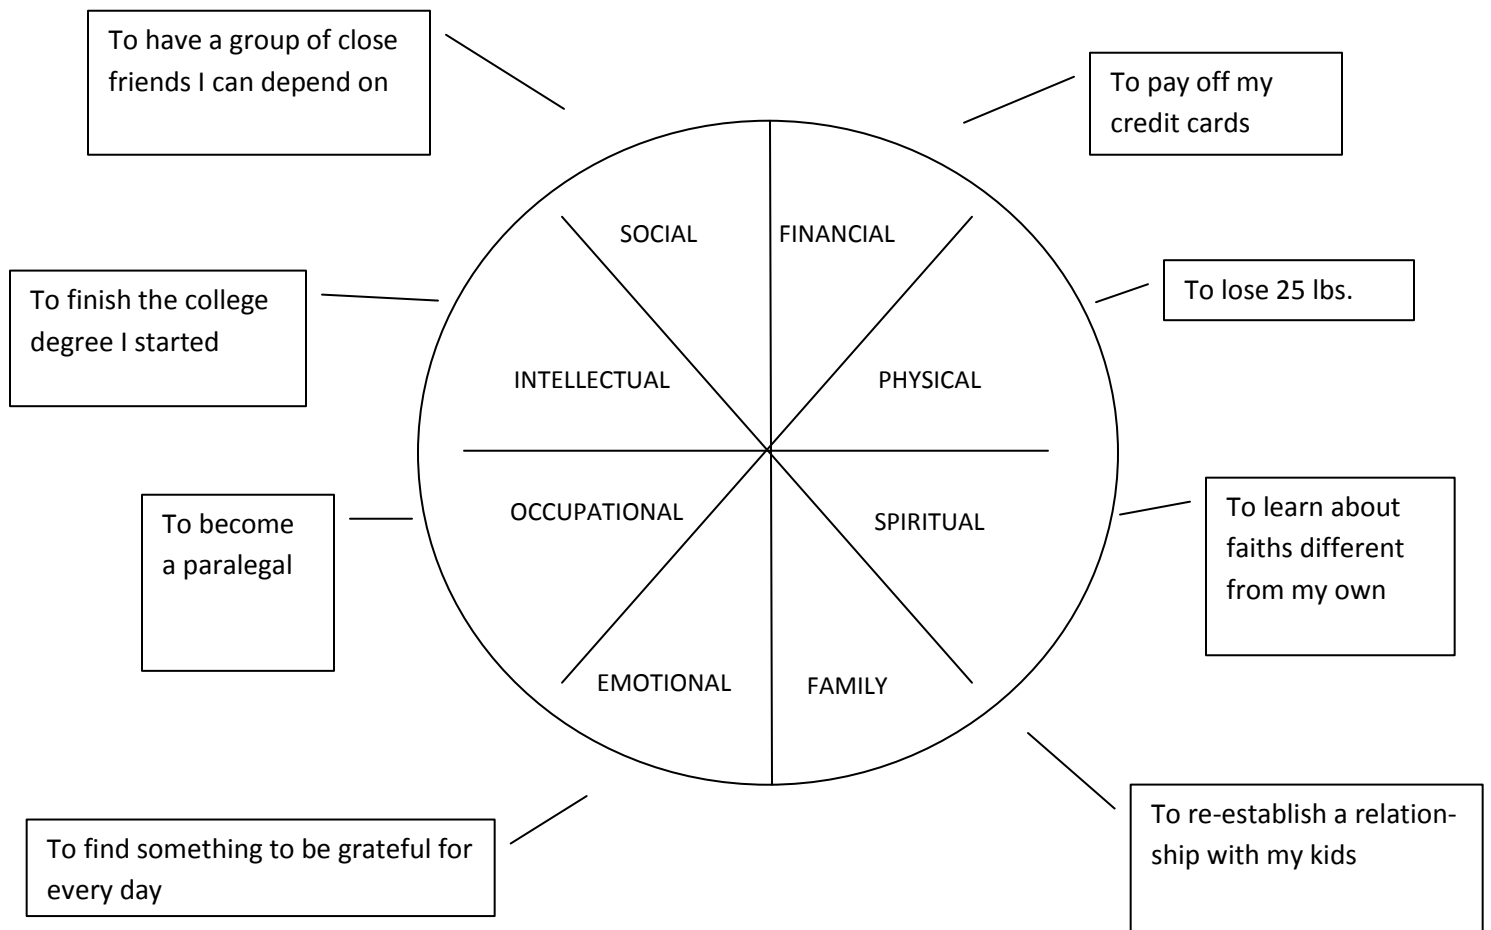 To have a group of close
friends I can depend on
To pay off my
credit cards
SOCIAL
FINANCIAL
To finish the college
degree I started
To lose 25 lbs.
INTELLECTUAL
PHYSICAL
OCCUPATIONAL
SPIRITUAL
To become
a paralegal
To learn about
faiths different
from my own
EMOTIONAL
FAMILY
To find something to be grateful for
every day
To re-establish a relation-
ship with my kids